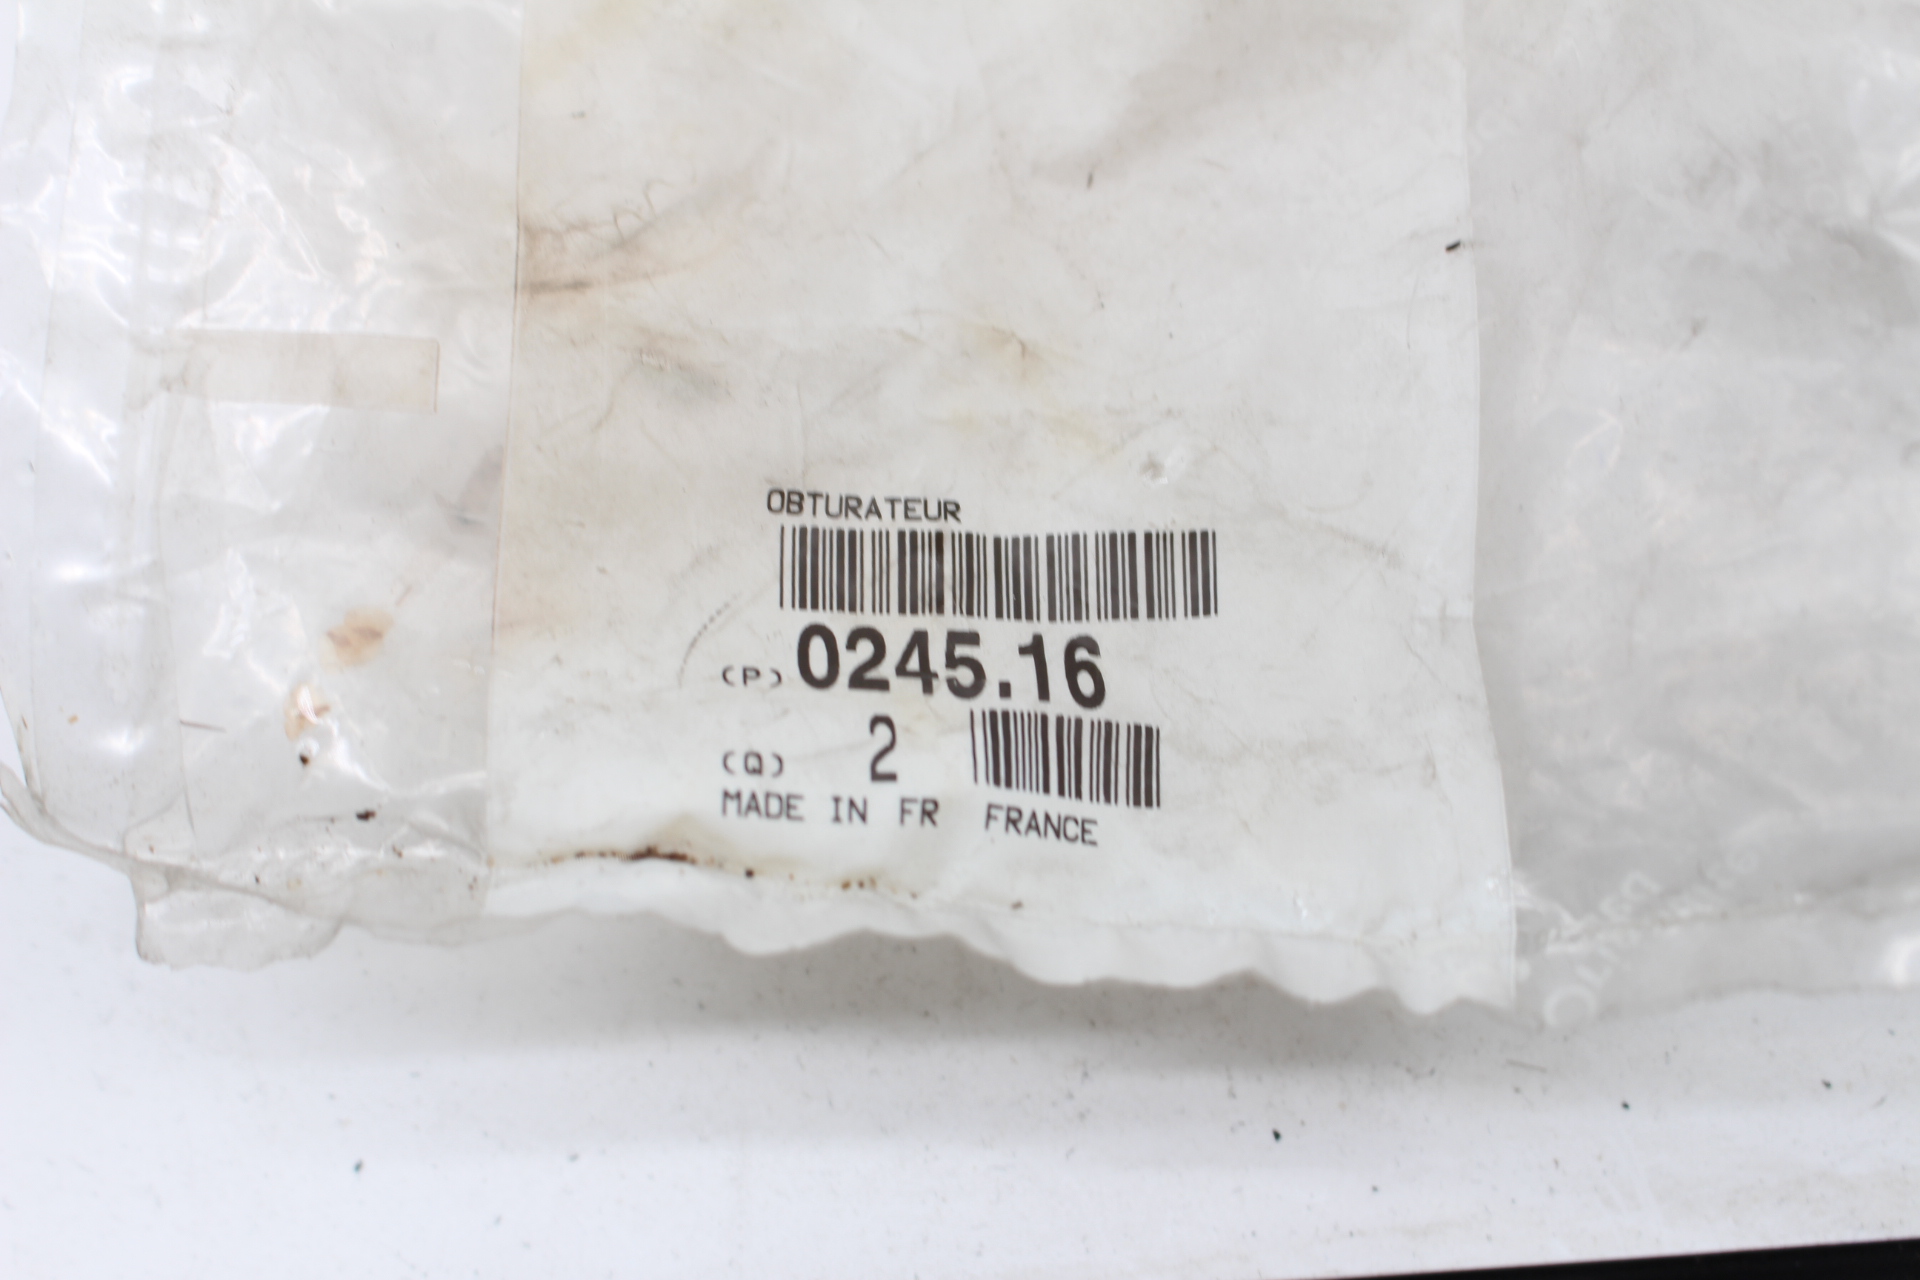 OBTURATEUR
(P) 0245.16
(Q) 2
MADE IN FR FRANCE